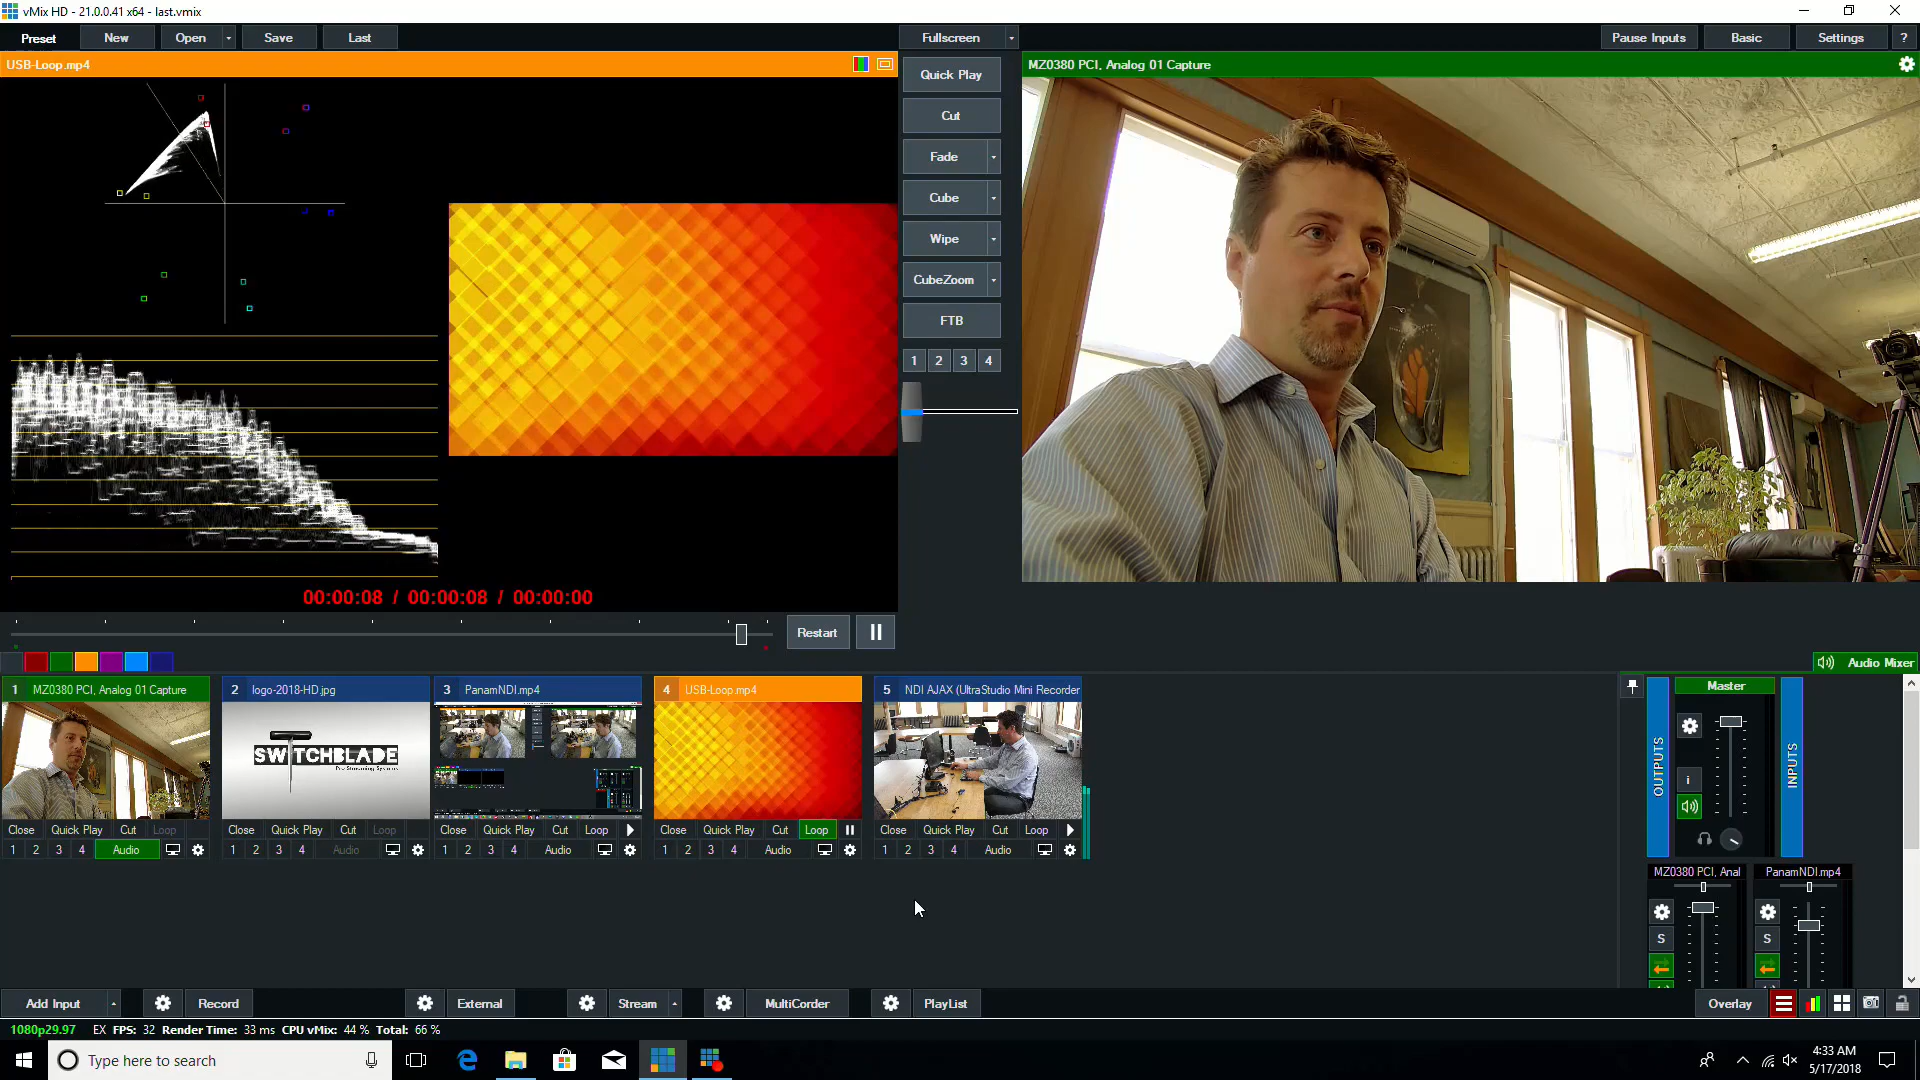 vMix HD - 21.0.0.41 x64 - last.vmix
Preset New Open Save Last Fullscreen Pause Inputs Basic Settings ?
USB-Loop.mp4
MZ0380 PCI, Analog 01 Capture
Quick Play
Cut
Fade
Cube
Wipe
CubeZoom
FTB
1 2 3 4
00:00:08 / 00:00:08 / 00:00:00
Restart
Audio Mixer
1 MZ0380 PCI, Analog 01 Capture
2 logo-2018-HD.jpg
3 PanamNDI.mp4
4 USB-Loop.mp4
5 NDI AJAX (UltraStudio Mini Recorder
SWITCHBLADE
Pro Streaming Systems
Close Quick Play Cut Loop
Close Quick Play Cut Loop
Close Quick Play Cut Loop
Close Quick Play Cut Loop
Close Quick Play Cut Loop
1 2 3 4 Audio
1 2 3 4 Audio
1 2 3 4 Audio
1 2 3 4 Audio
1 2 3 4 Audio
Master
OUTPUTS
INPUTS
i
MZ0380 PCI, Anal
PanamNDI.mp4
S
S
Add Input Record External Stream MultiCorder PlayList Overlay
1080p29.97 EX FPS: 32 Render Time: 33 ms CPU vMix: 44 % Total: 66 %
Type here to search
4:33 AM
5/17/2018